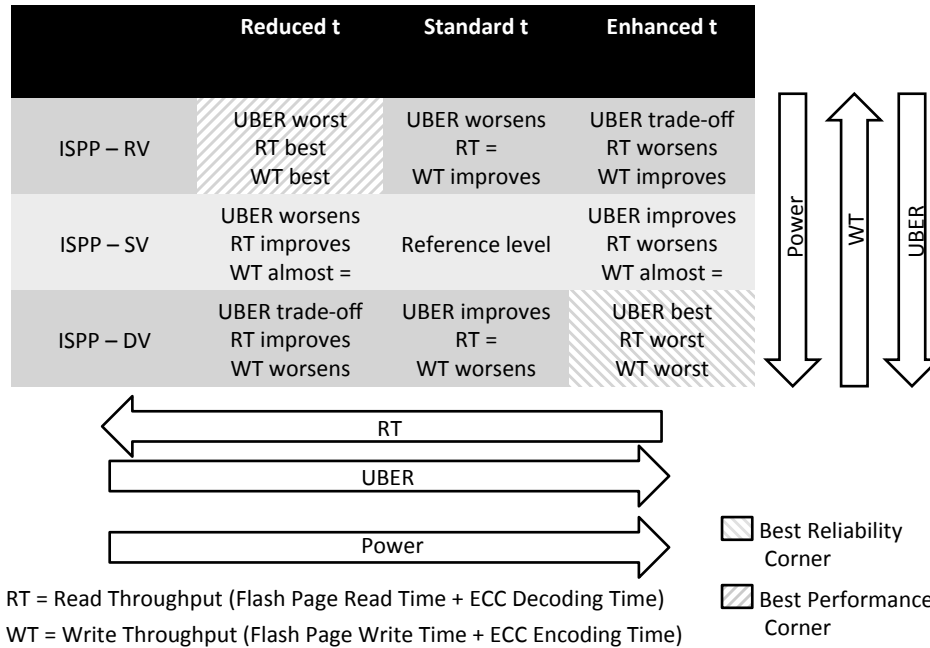 Reduced t Standard t Enhanced t
ISPP – RV
UBER worst
RT best
WT best
UBER worsens
RT =
WT improves
UBER trade-off
RT worsens
WT improves
ISPP – SV
UBER worsens
RT improves
WT almost =
Reference level
UBER improves
RT worsens
WT almost =
ISPP – DV
UBER trade-off
RT improves
WT worsens
UBER improves
RT =
WT worsens
UBER best
RT worst
WT worst
Power
WT
UBER
RT
UBER
Power
Best Reliability
Corner
Best Performance
Corner
RT = Read Throughput (Flash Page Read Time + ECC Decoding Time)
WT = Write Throughput (Flash Page Write Time + ECC Encoding Time)